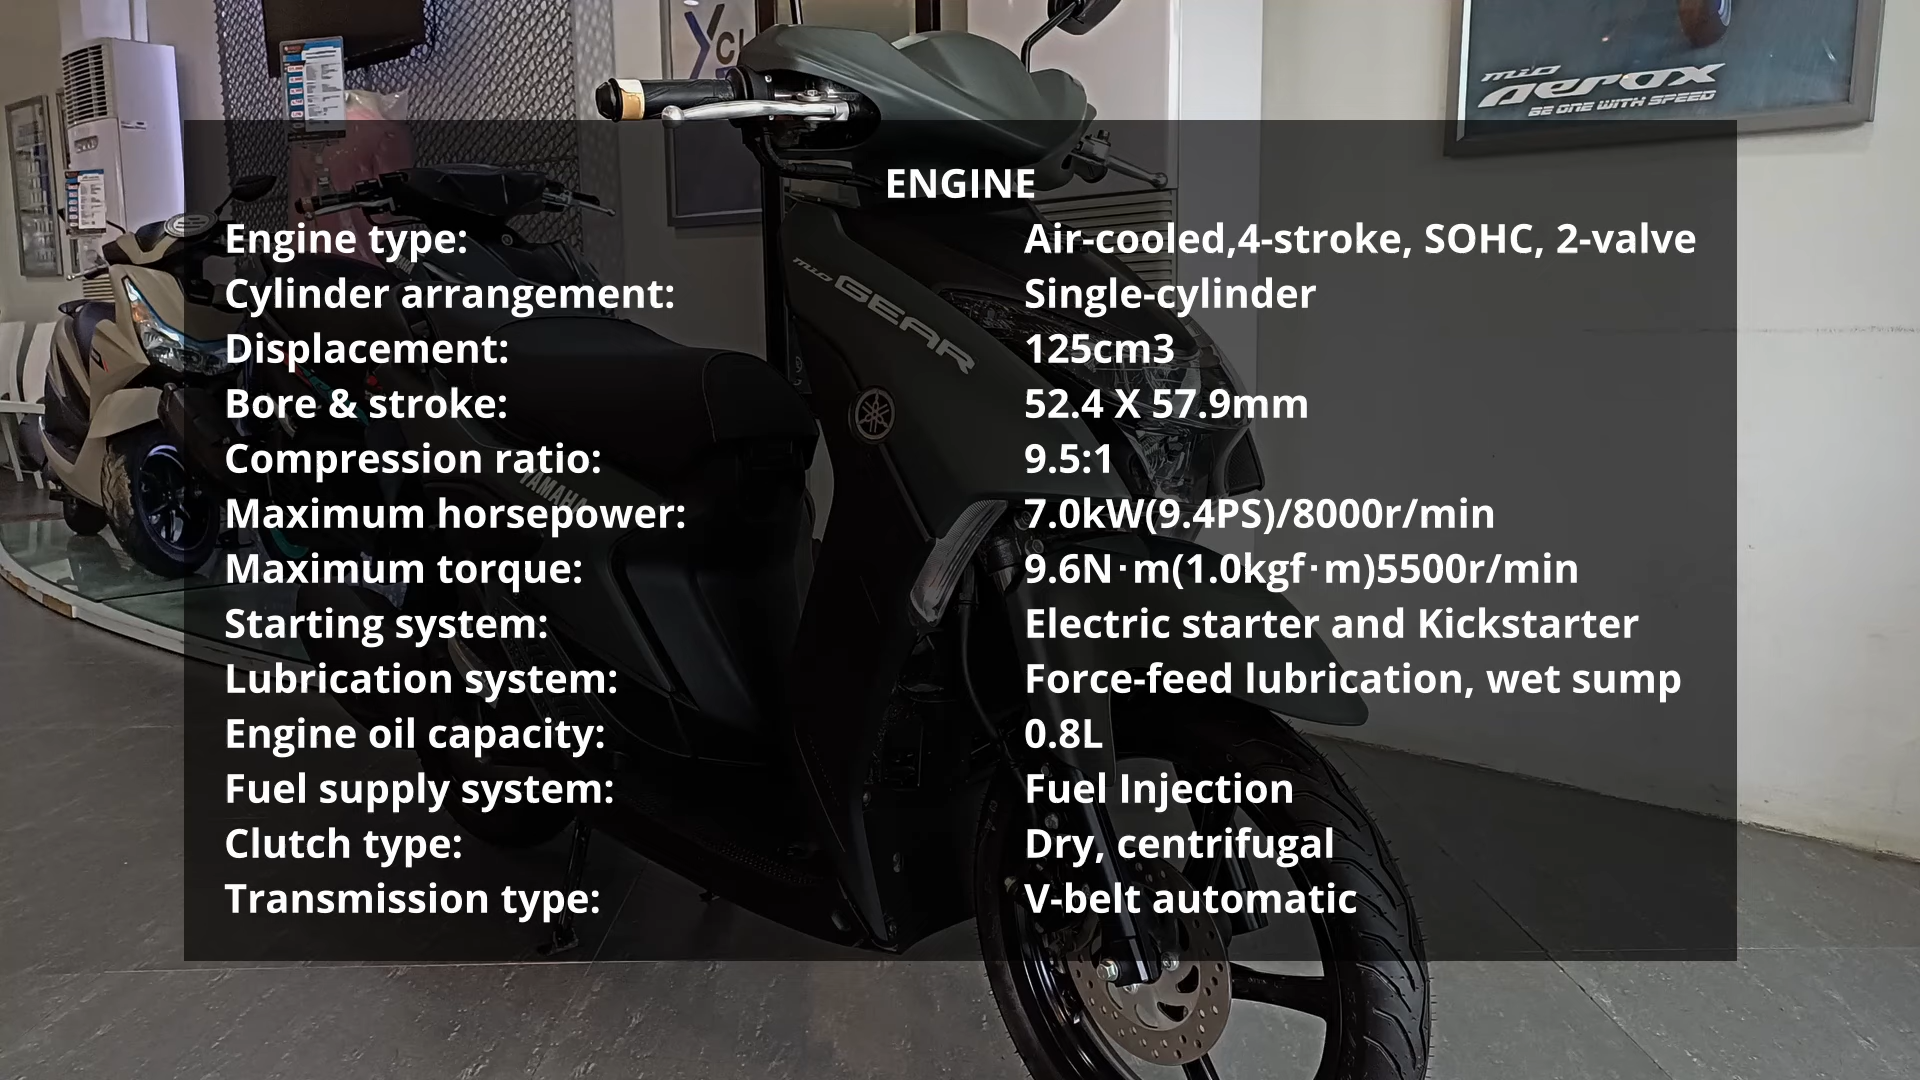 YCL
mio
aerox
BE ONE WITH SPEED
ENGINE
Engine type: Air-cooled,4-stroke, SOHC, 2-valve
Cylinder arrangement: Single-cylinder
Displacement: 125cm3
Bore & stroke: 52.4 X 57.9mm
Compression ratio: 9.5:1
Maximum horsepower: 7.0kW(9.4PS)/8000r/min
Maximum torque: 9.6N·m(1.0kgf·m)5500r/min
Starting system: Electric starter and Kickstarter
Lubrication system: Force-feed lubrication, wet sump
Engine oil capacity: 0.8L
Fuel supply system: Fuel Injection
Clutch type: Dry, centrifugal
Transmission type: V-belt automatic
mio GEAR
YAMAHA